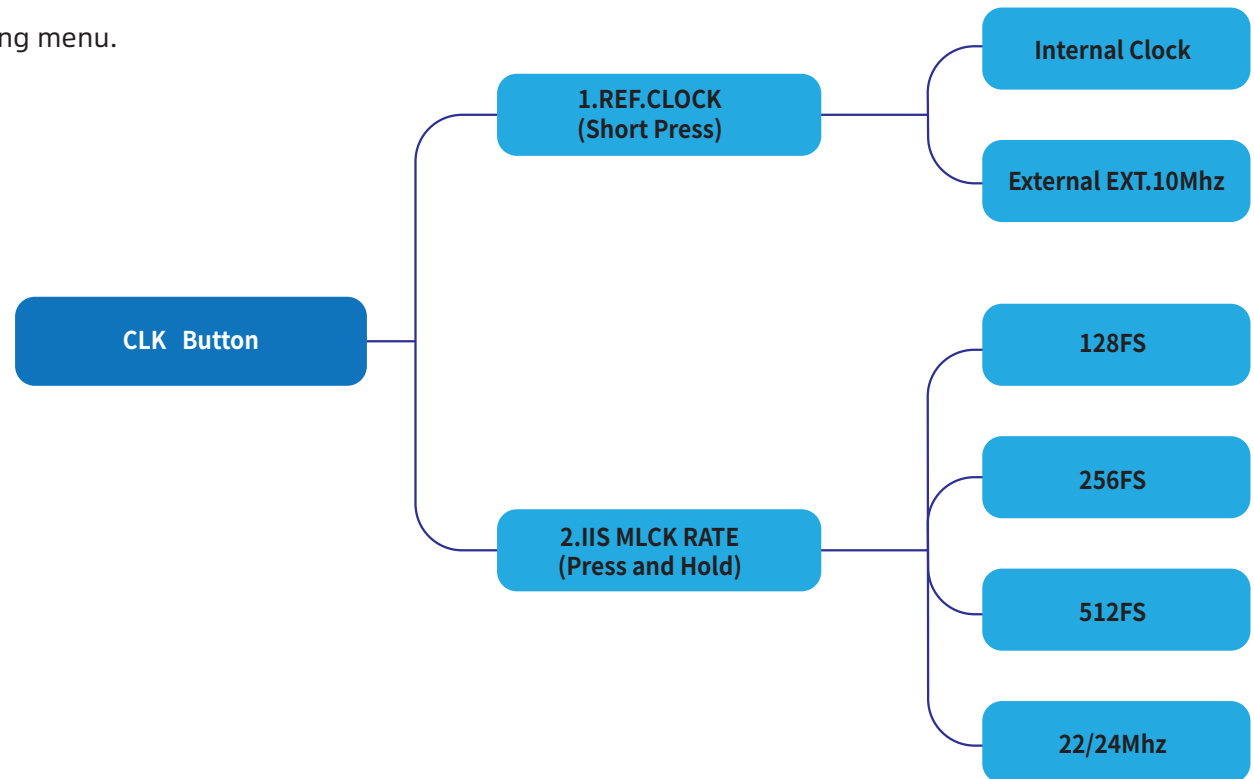 ng menu.
CLK Button
1.REF.CLOCK
(Short Press)
Internal Clock
External EXT.10Mhz
2.IIS MLCK RATE
(Press and Hold)
128FS
256FS
512FS
22/24Mhz